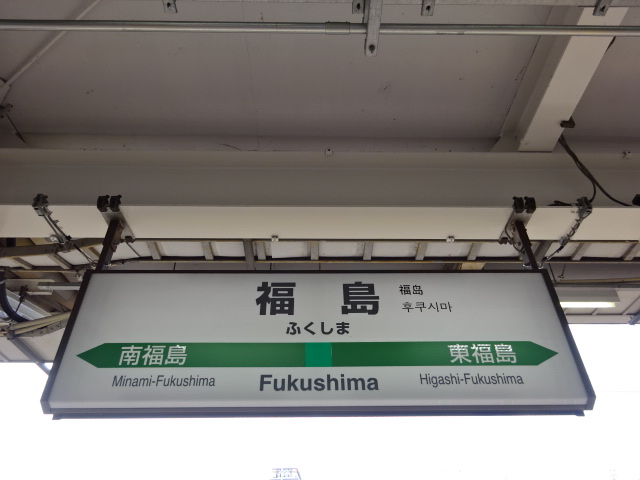 福島
福岛
후쿠시마
ふくしま
南福島
東福島
Minami-Fukushima
Fukushima
Higashi-Fukushima